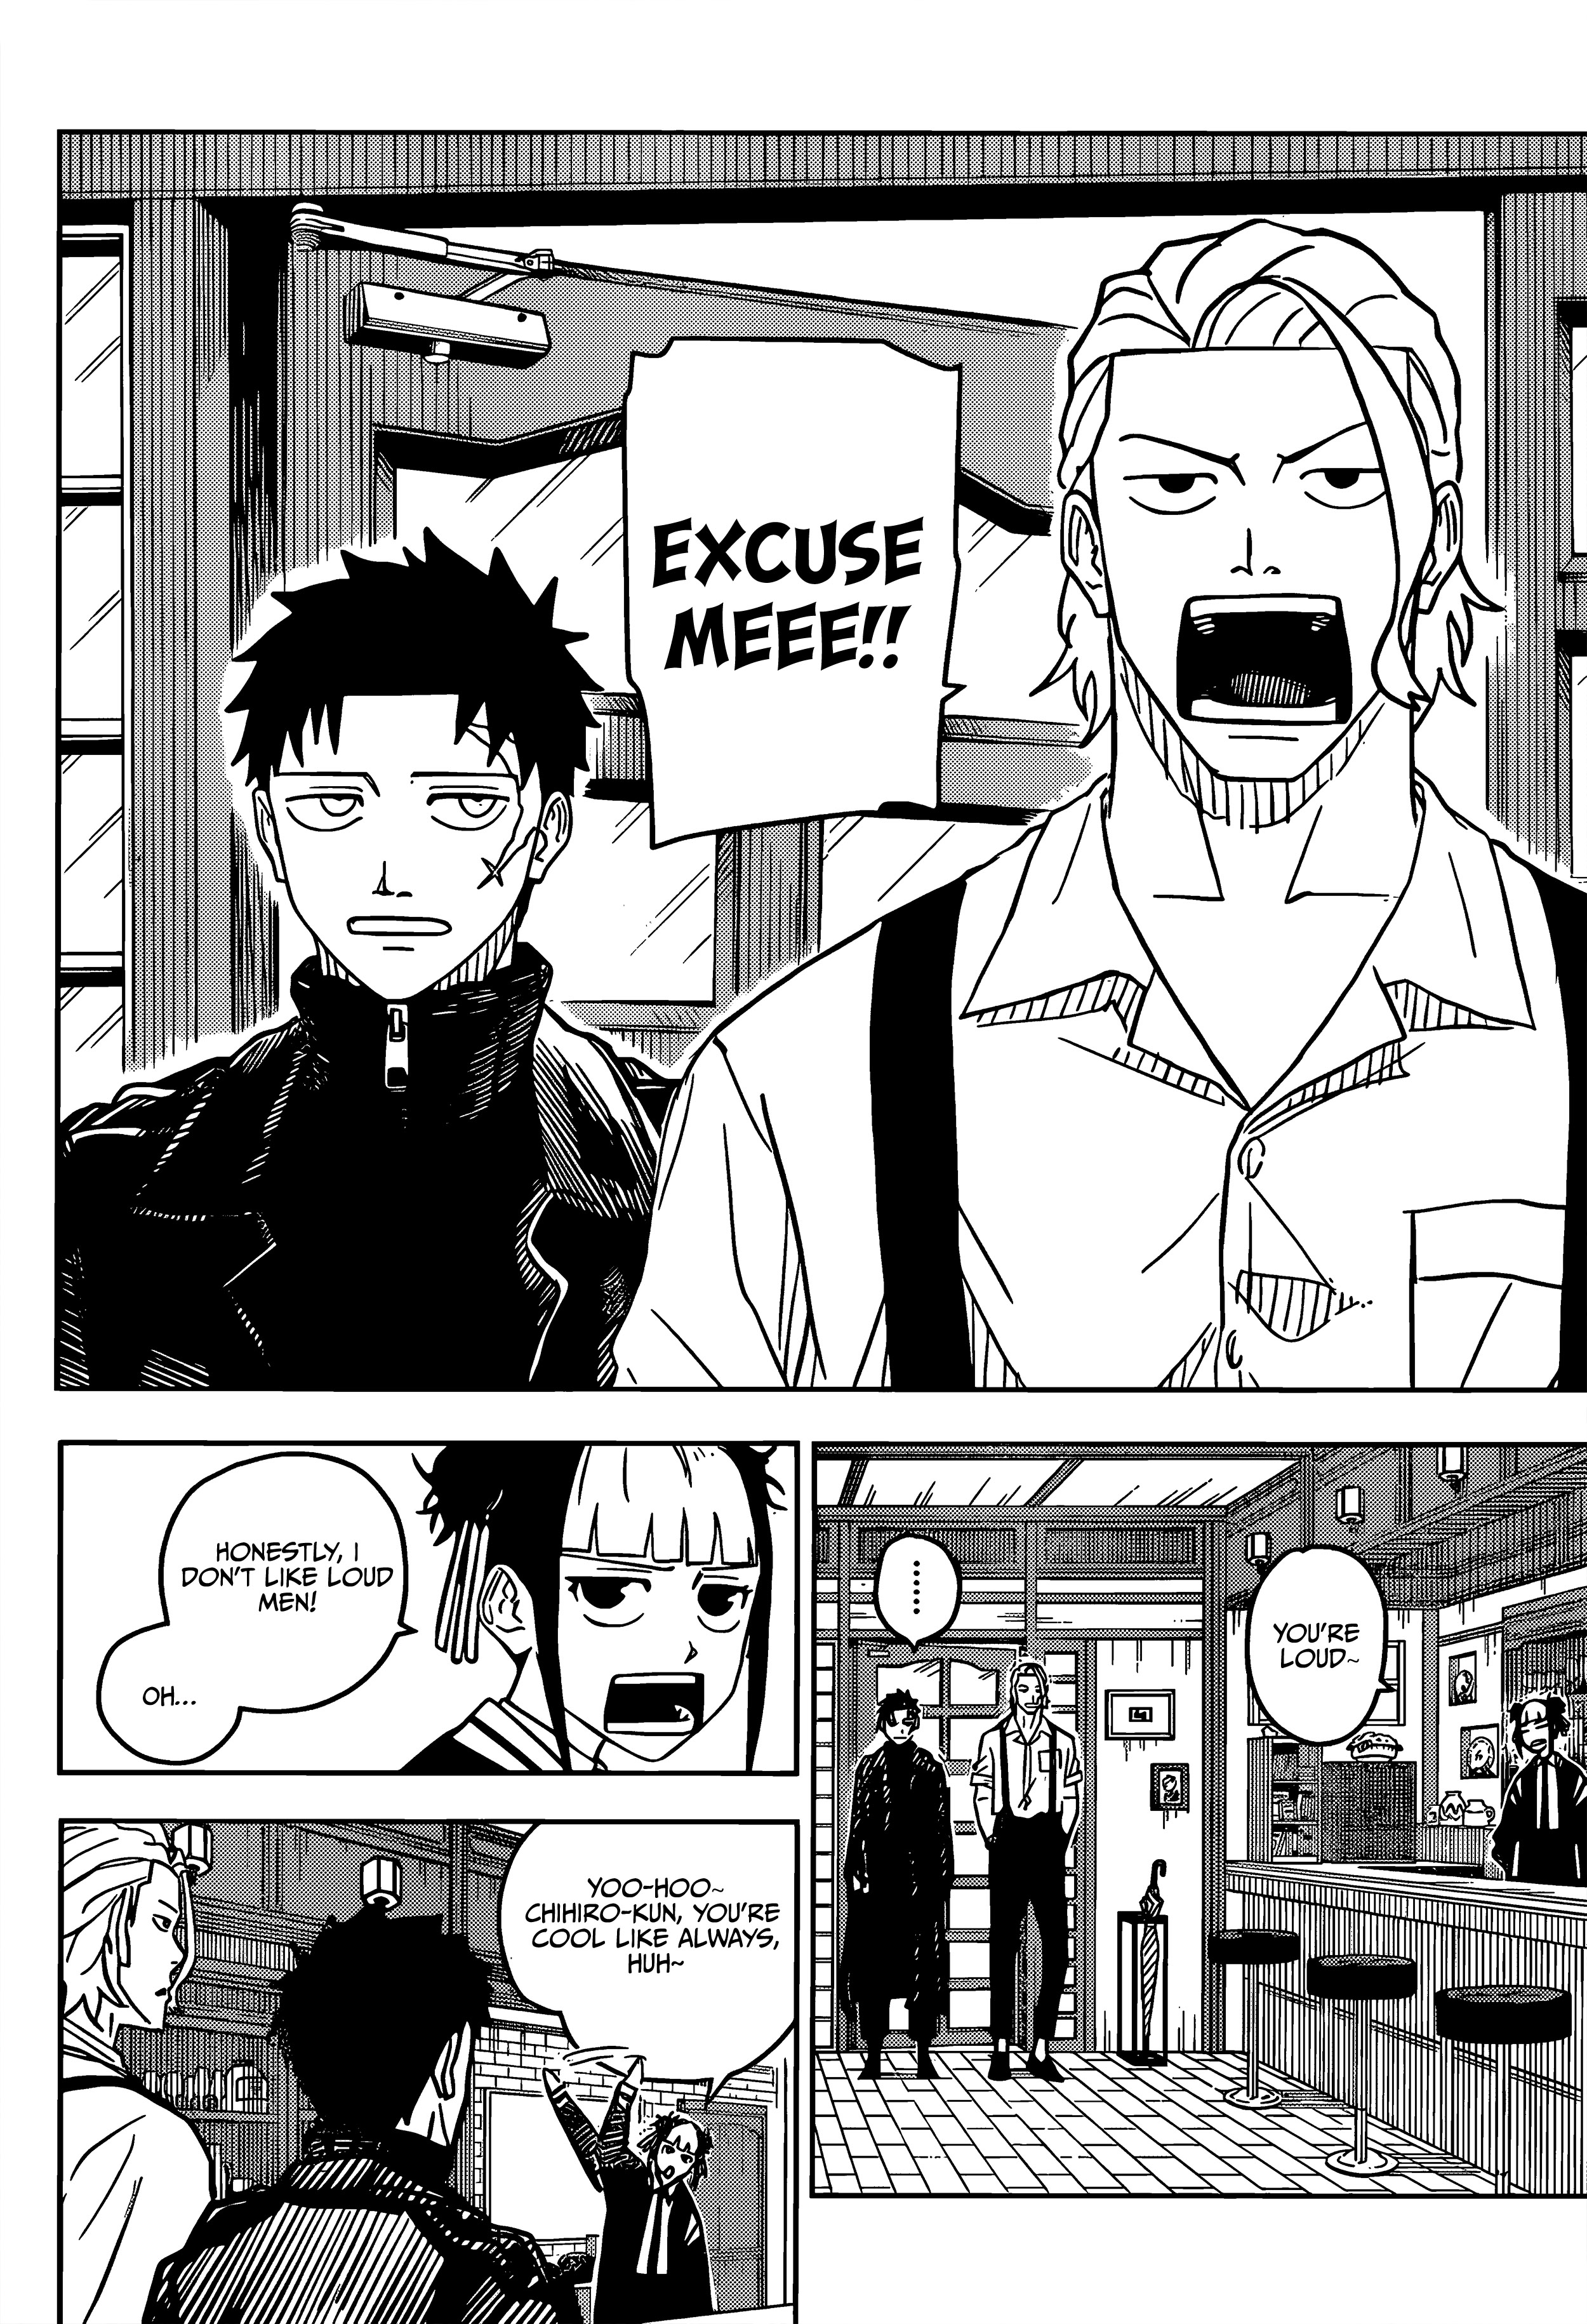 EXCUSE
MEEE!!
YOU'RE
LOUD~
......
HONESTLY, I
DON'T LIKE LOUD
MEN!
OH...
YOO-HOO~
CHIHIRO-KUN, YOU'RE
COOL LIKE ALWAYS,
HUH~